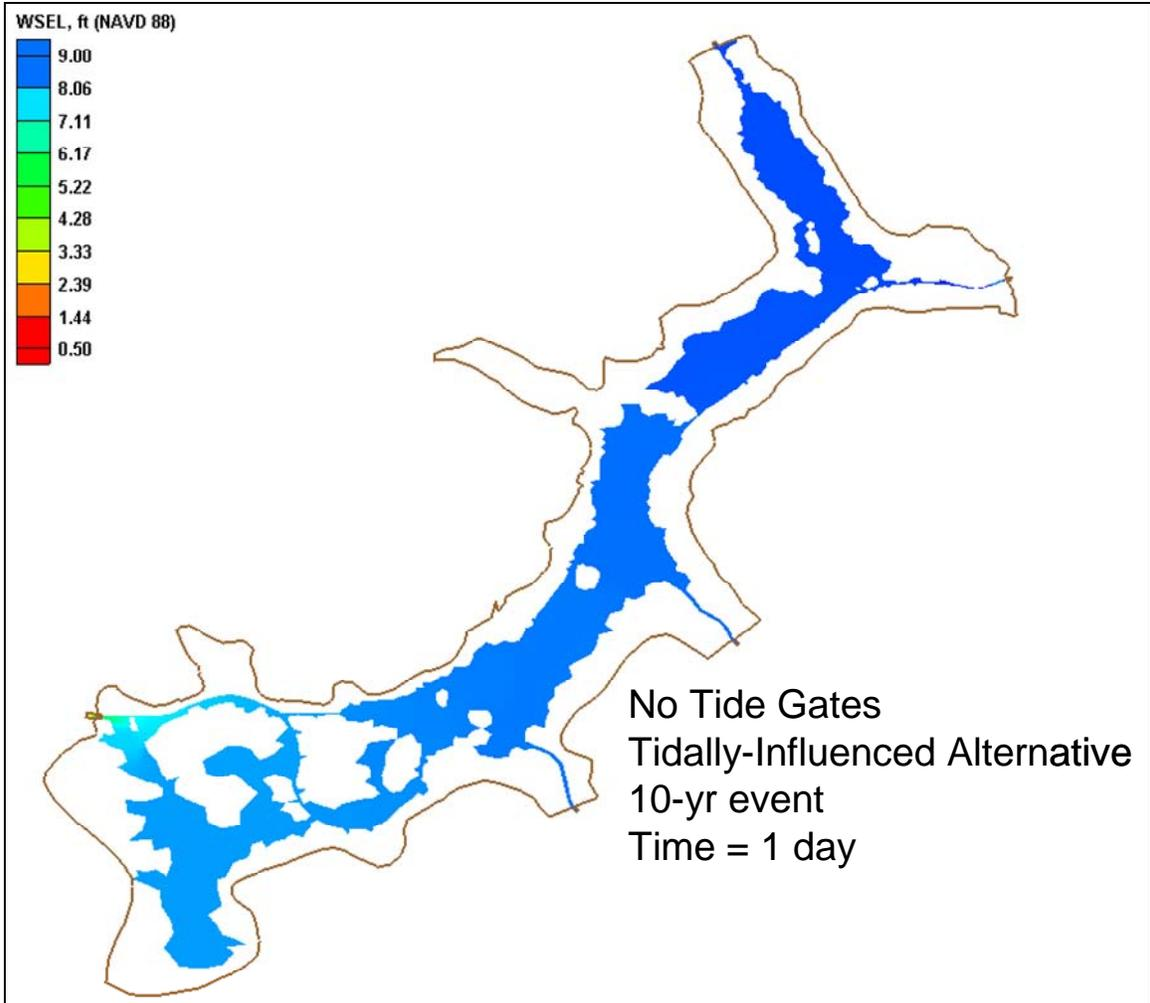 WSEL, ft (NAVD 88)
9.00
8.06
7.11
6.17
5.22
4.28
3.33
2.39
1.44
0.50
No Tide Gates
Tidally-Influenced Alternative
10-yr event
Time = 1 day